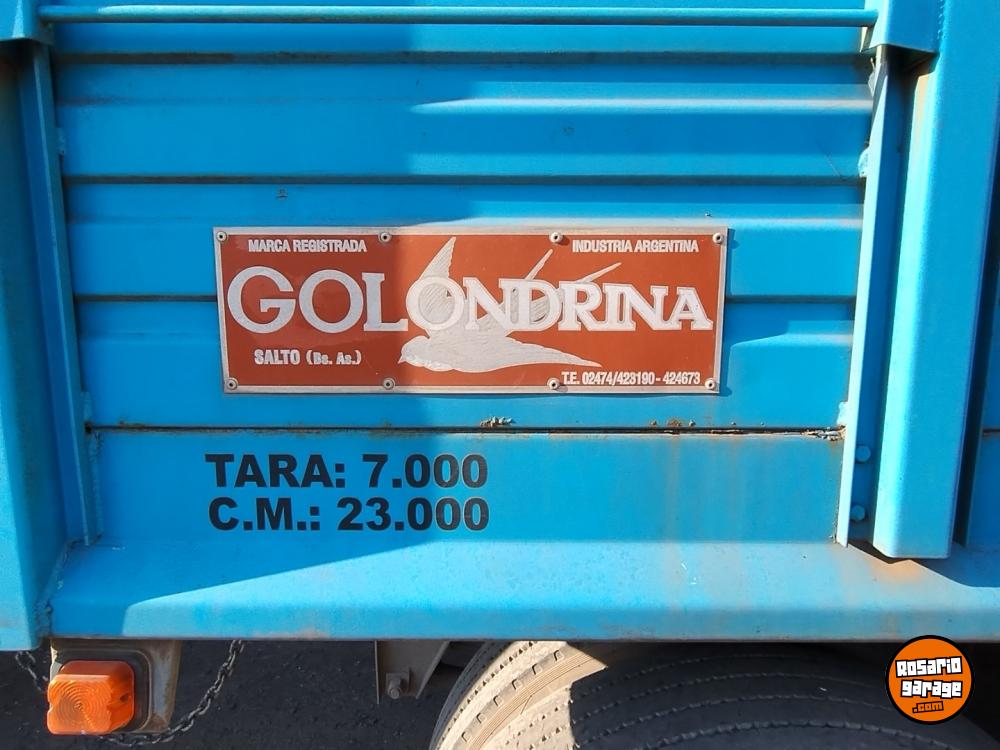 MARCA REGISTRADA
INDUSTRIA ARGENTINA
GOLONDRINA
SALTO (Bs. As.)
T.E. 02474/423190 - 424673
TARA: 7.000
C.M.: 23.000
ROSARIO
GARAGE
.com